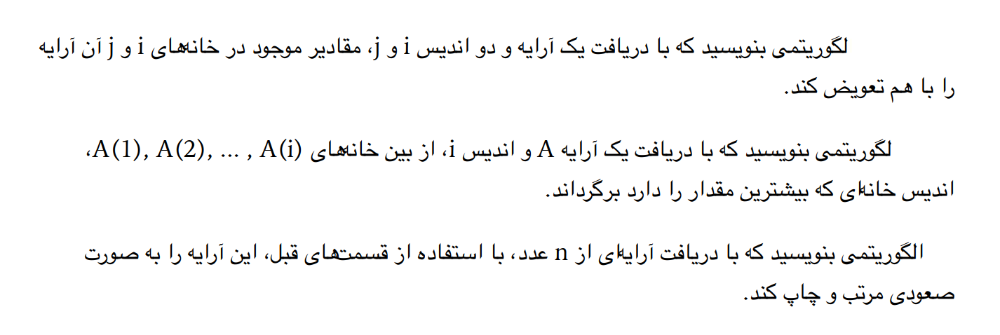 لگوریتمی بنویسید که با دریافت یک آرایه و دو اندیس i و j، مقادیر موجود در خانه‌های i و j آن آرایه
را با هم تعویض کند.
لگوریتمی بنویسید که با دریافت یک آرایه A و اندیس i، از بین خانه‌های A(1), A(2), ... , A(i)،
اندیس خانه‌ای که بیشترین مقدار را دارد برگرداند.
الگوریتمی بنویسید که با دریافت آرایه‌ای از n عدد، با استفاده از قسمت‌های قبل، این آرایه را به صورت
صعودی مرتب و چاپ کند.